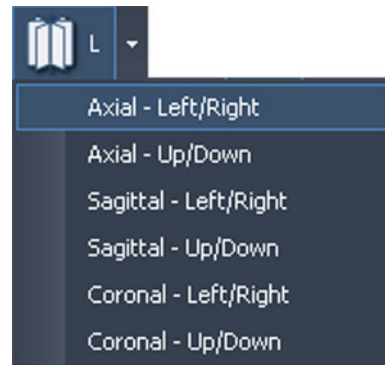 L
Axial - Left/Right
Axial - Up/Down
Sagittal - Left/Right
Sagittal - Up/Down
Coronal - Left/Right
Coronal - Up/Down